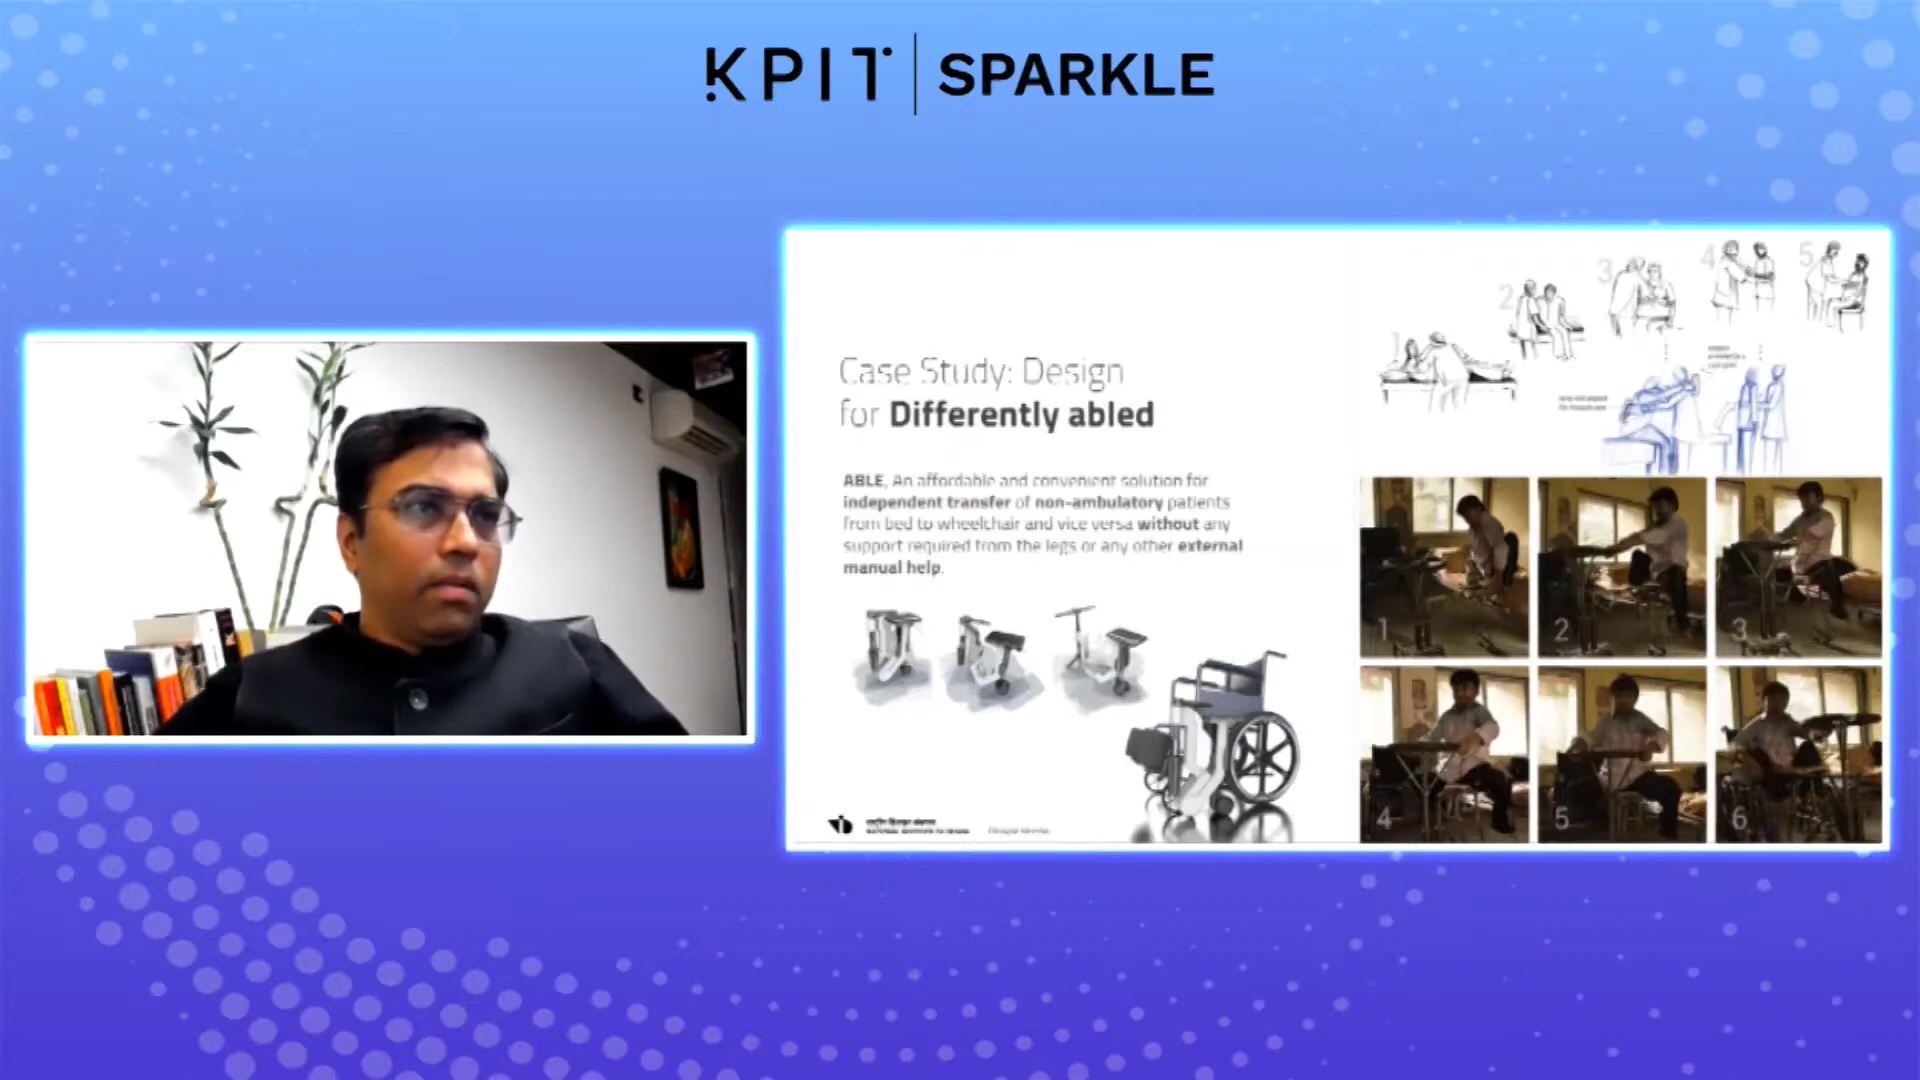 KPIT | SPARKLE
Case Study: Design
for Differently abled
ABLE, An affordable and convenient solution for
independent transfer of non-ambulatory patients
from bed to wheelchair and vice versa without any
support required from the legs or any other external
manual help.
1
2
3
4
5
1
2
3
4
5
6